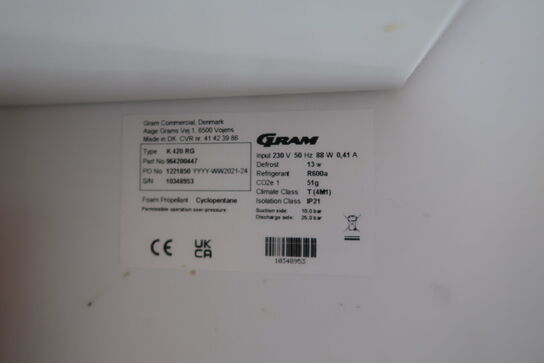 Gram Commercial, Denmark
Aage Grams Vej 1, 6500 Vojens
Made in DK. CVR nr. 41 42 39 86
Type K 420 RG
Part No 964200447
PO No 1221850 YYYY-WW2021-24
S/N 10348953
Foam Propellant Cyclopentane
Permissible operation over-pressure:
GRAM
Input 230 V 50 Hz 88 W 0,41 A
Defrost 13 w
Refrigerant R600a
CO2e 1 51g
Climate Class T (4M1)
Isolation Class IP21
Suction side: 10,0 bar
Discharge side: 25,0 bar
CE
UK
CA
10348953